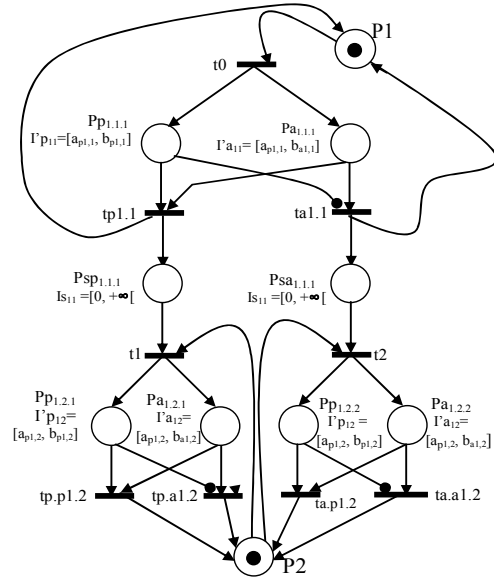 P1
t0
Pp1.1.1
I'p11=[ap1,1, bp1,1]
Pa1.1.1
I'a11= [ap1,1, ba1,1]
tp1.1
ta1.1
Psp1.1.1
Is11 =[0, +∞ [
Psa1.1.1
Is11 =[0, +∞ [
t1
t2
Pp1.2.1
I'p12=
[ap1,2, bp1,2]
Pa1.2.1
I'a12=
[ap1,2, ba1,2]
Pp1.2.2
I'p12 =
[ap1,2, bp1,2]
Pa1.2.2
I'a12=
[ap1,2, ba1,2]
tp.p1.2
tp.a1.2
ta.p1.2
ta.a1.2
P2